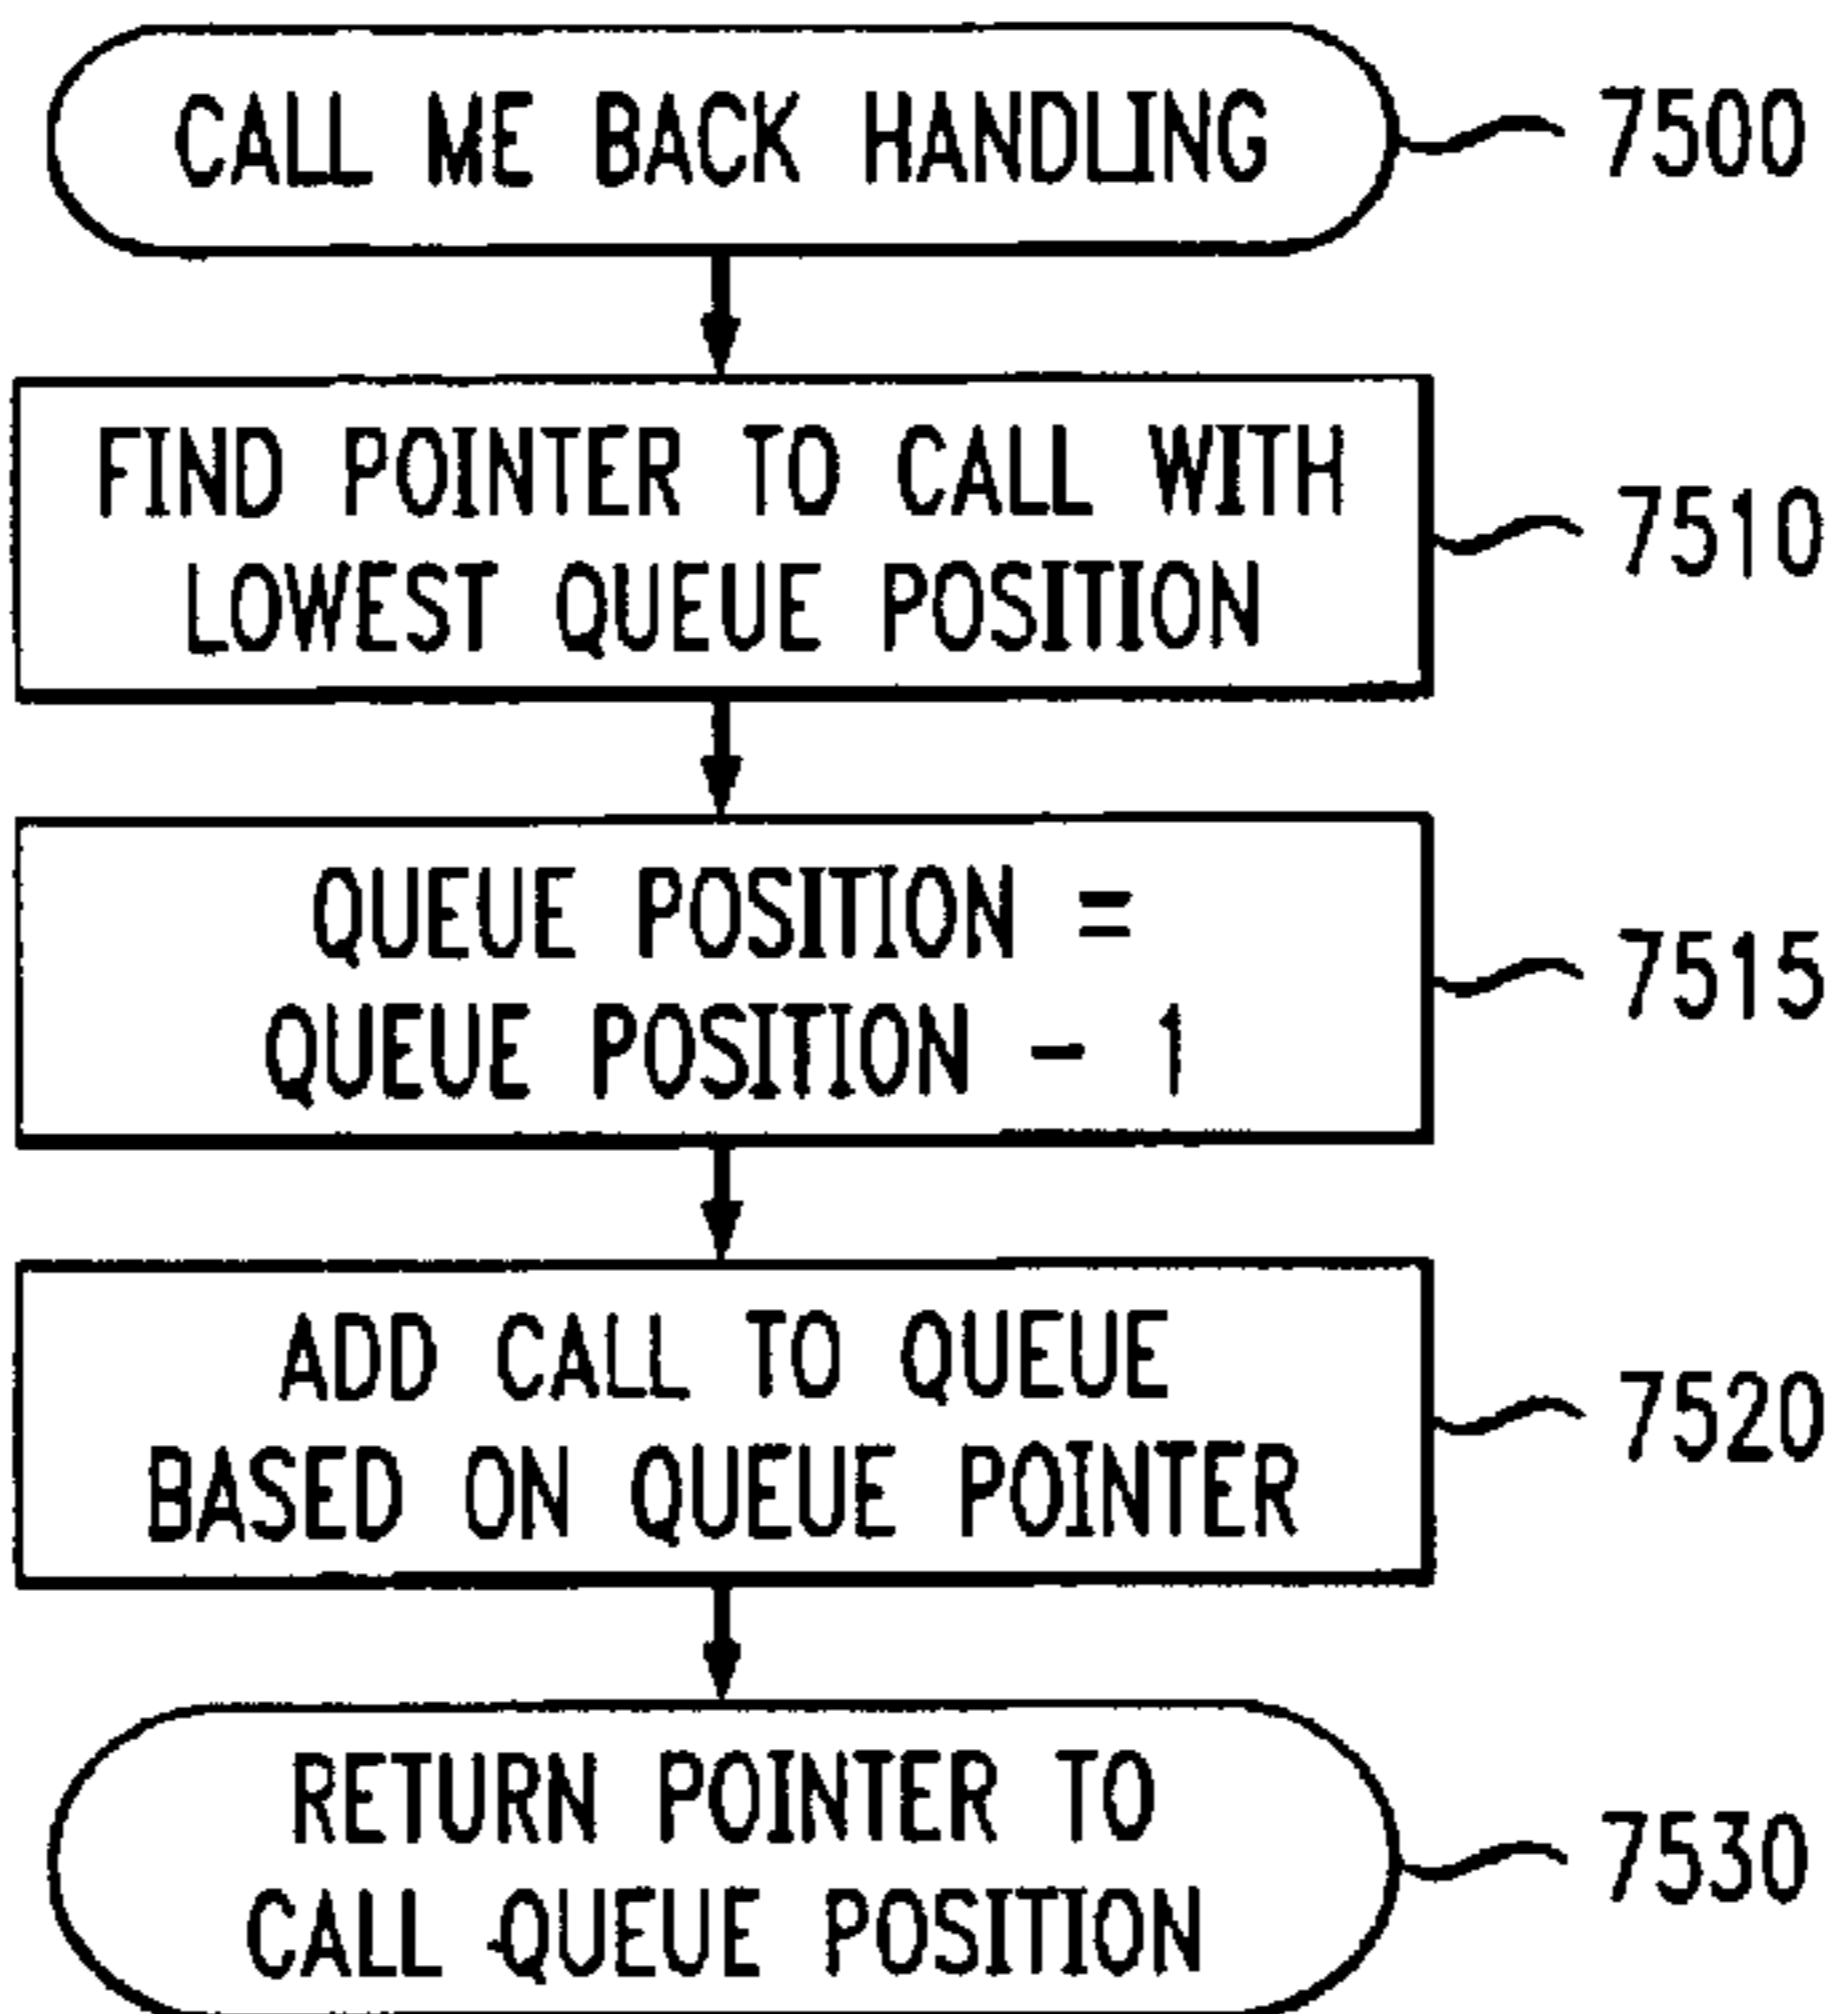 CALL ME BACK HANDLING
7500
FIND POINTER TO CALL WITH
LOWEST QUEUE POSITION
7510
QUEUE POSITION =
QUEUE POSITION - 1
7515
ADD CALL TO QUEUE
BASED ON QUEUE POINTER
7520
RETURN POINTER TO
CALL QUEUE POSITION
7530